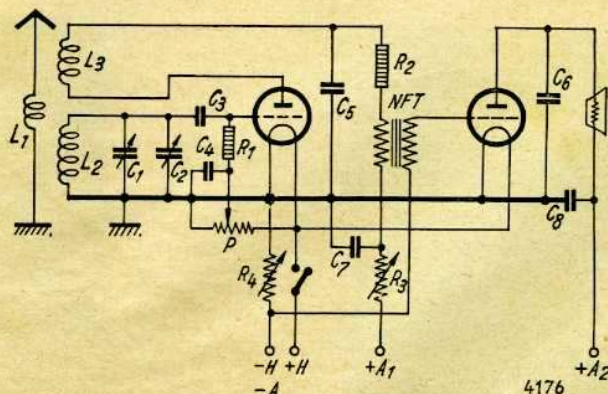 L3
R2
C6
NFT
C3
C5
L1
L2
C1
C2
C4
R1
P
C8
C7
R4
R3
-H +H
+A1
+A2
-A
4176